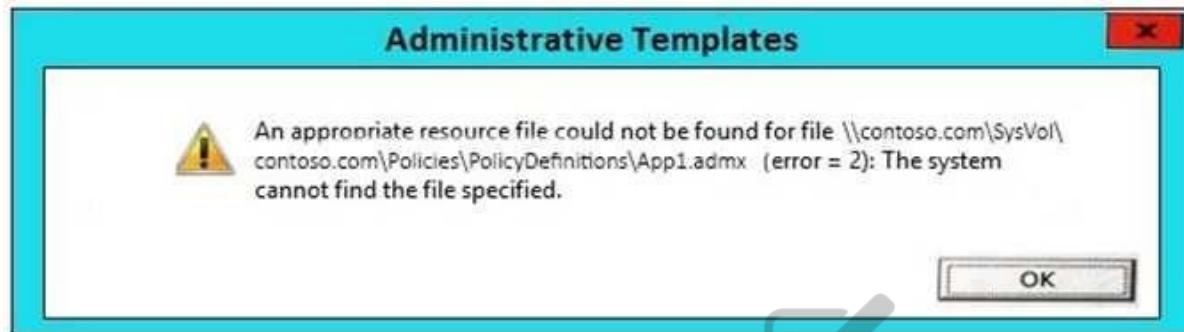 Administrative Templates
An appropriate resource file could not be found for file \\contoso.com\SysVol\
contoso.com\Policies\PolicyDefinitions\App1.admx (error = 2): The system
cannot find the file specified.
OK